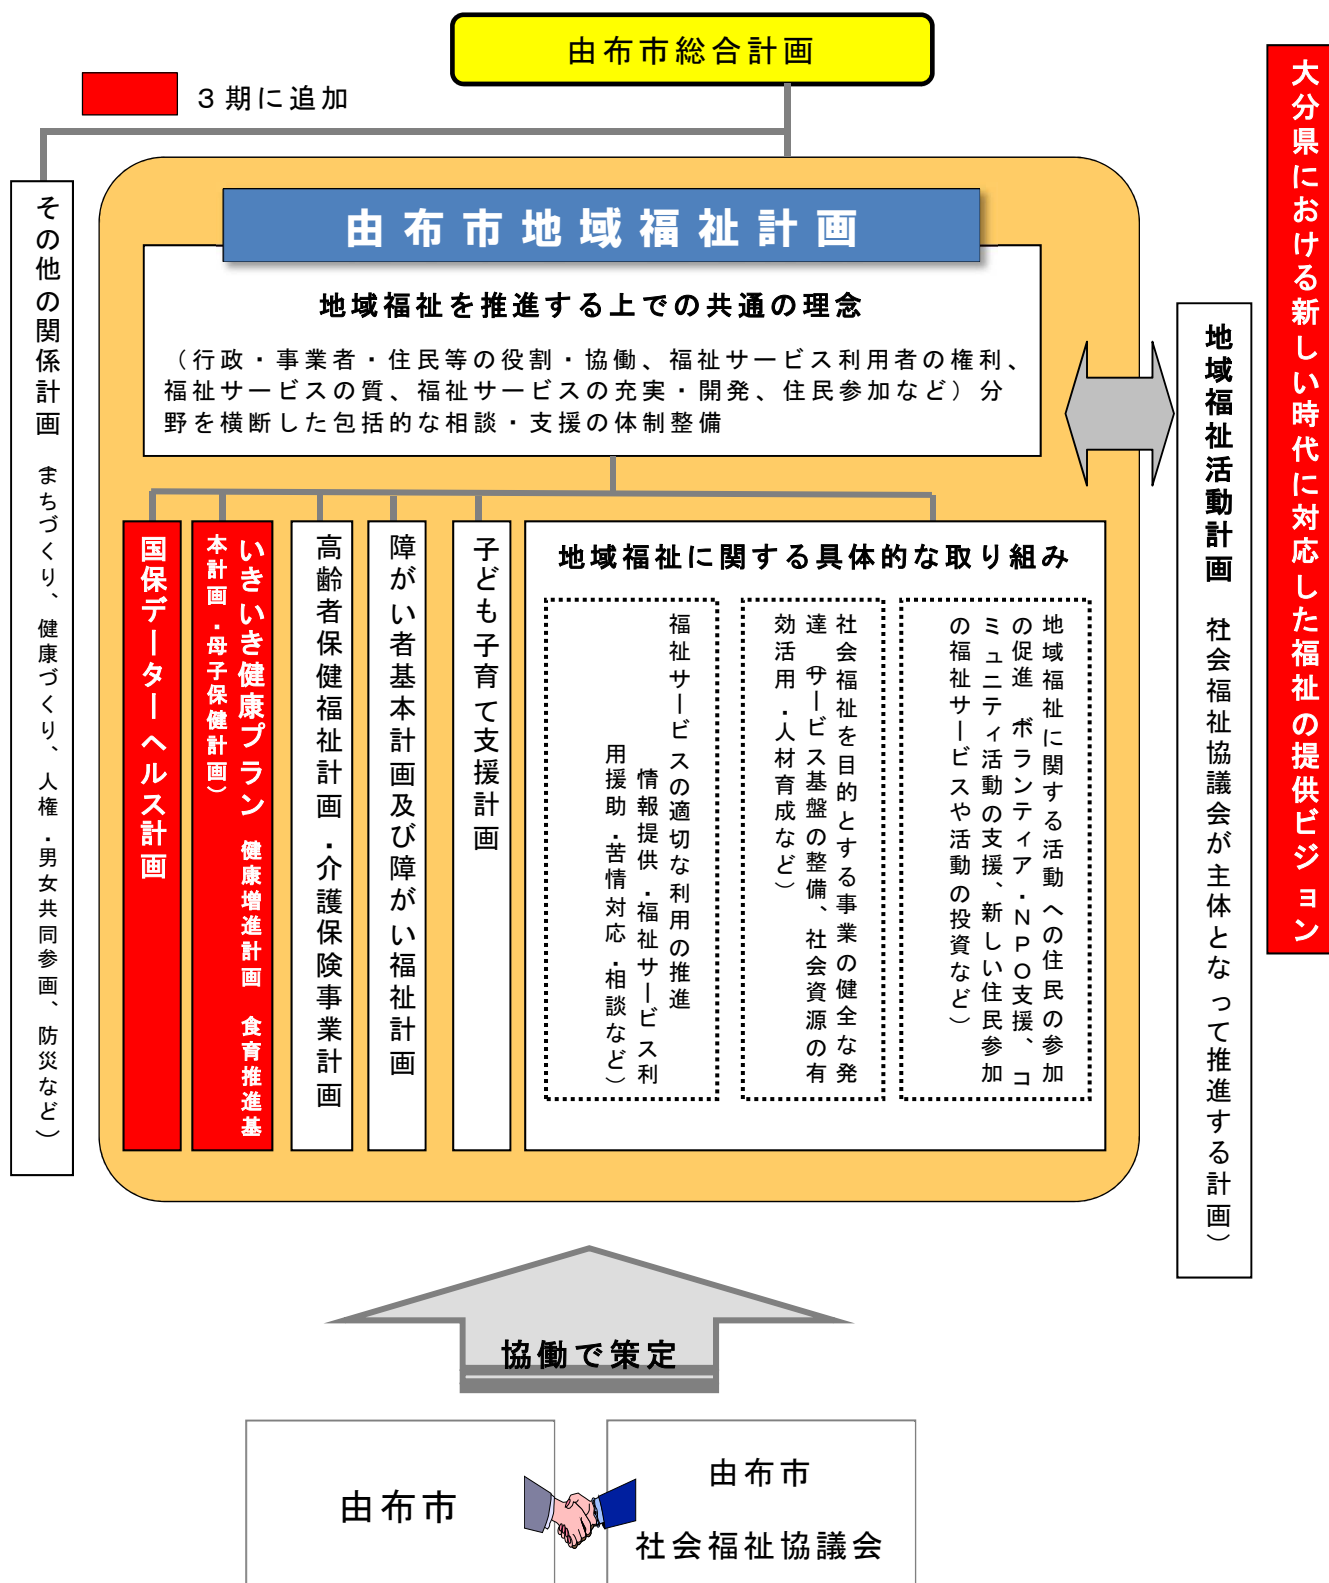 由布市総合計画
３期に追加
大分県における新しい時代に対応した福祉の提供ビジョン
その他の関係計画 （まちづくり、健康づくり、人権・男女共同参画、防災など）
由布市地域福祉計画
地域福祉を推進する上での共通の理念
（行政・事業者・住民等の役割・協働、福祉サービス利用者の権利、
福祉サービスの質、福祉サービスの充実・開発、住民参加など）分
野を横断した包括的な相談・支援の体制整備
地域福祉活動計画 （社会福祉協議会が主体となって推進する計画）
国保データーヘルス計画
いきいき健康プラン 健康増進計画 食育推進基
本計画・母子保健計画）
高齢者保健福祉計画・介護保険事業計画
障がい者基本計画及び障がい福祉計画
子ども子育て支援計画
地域福祉に関する具体的な取り組み
福祉サービスの適切な利用の推進
情報提供・福祉サービス利
用援助・苦情対応・相談など）
社会福祉を目的とする事業の健全な発
達 （サービス基盤の整備、社会資源の有
効活用・人材育成など）
地域福祉に関する活動への住民の参加
の促進 ボランティア・ＮＰＯ支援、コ
ミュニティ活動の支援、新しい住民参加
の福祉サービスや活動の投資など）
協働で策定
由布市
由布市
社会福祉協議会